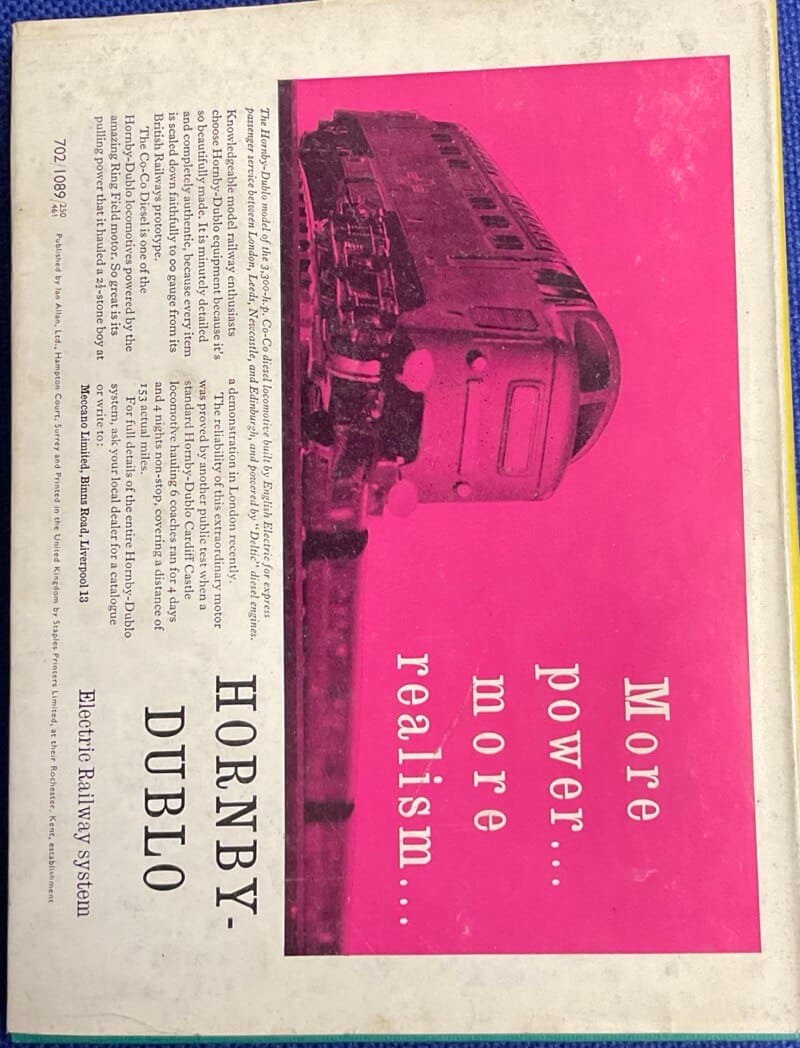 More
power...
more
realism...
The Hornby-Dublo model of the 3,300-h.p. Co-Co diesel locomotive built by English Electric for express
passenger service between London, Leeds, Newcastle, and Edinburgh, and powered by "Deltic" diesel engines.
Knowledgeable model railway enthusiasts
choose Hornby-Dublo equipment because it's
so beautifully made. It is minutely detailed
and completely authentic, because every item
is scaled down faithfully to oo gauge from its
British Railways prototype.
The Co-Co Diesel is one of the
Hornby-Dublo locomotives powered by the
amazing Ring Field motor. So great is its
pulling power that it hauled a 2½-stone boy at
a demonstration in London recently.
The reliability of this extraordinary motor
was proved by another public test when a
standard Hornby-Dublo Cardiff Castle
locomotive hauling 6 coaches ran for 4 days
and 4 nights non-stop, covering a distance of
153 actual miles.
For full details of the entire Hornby-Dublo
system, ask your local dealer for a catalogue
or write to:
Meccano Limited, Binns Road, Liverpool 13
HORNBY-
DUBLO
Electric Railway system
702/1089/250/461 Published by Ian Allan, Ltd., Hampton Court, Surrey and Printed in the United Kingdom by Staples Printers Limited, at their Rochester, Kent, establishment